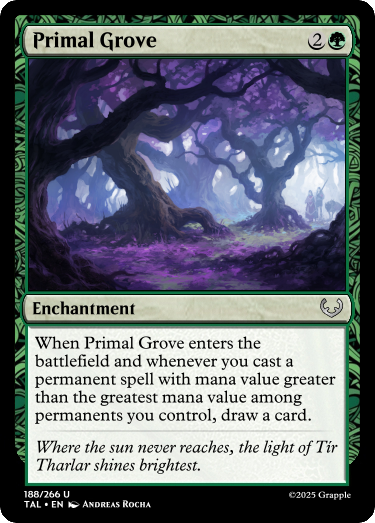 Primal Grove 2
Enchantment
When Primal Grove enters the
battlefield and whenever you cast a
permanent spell with mana value greater
than the greatest mana value among
permanents you control, draw a card.
Where the sun never reaches, the light of Tír
Tharlar shines brightest.
188/266 U
TAL • EN Andreas Rocha
©2025 Grapple